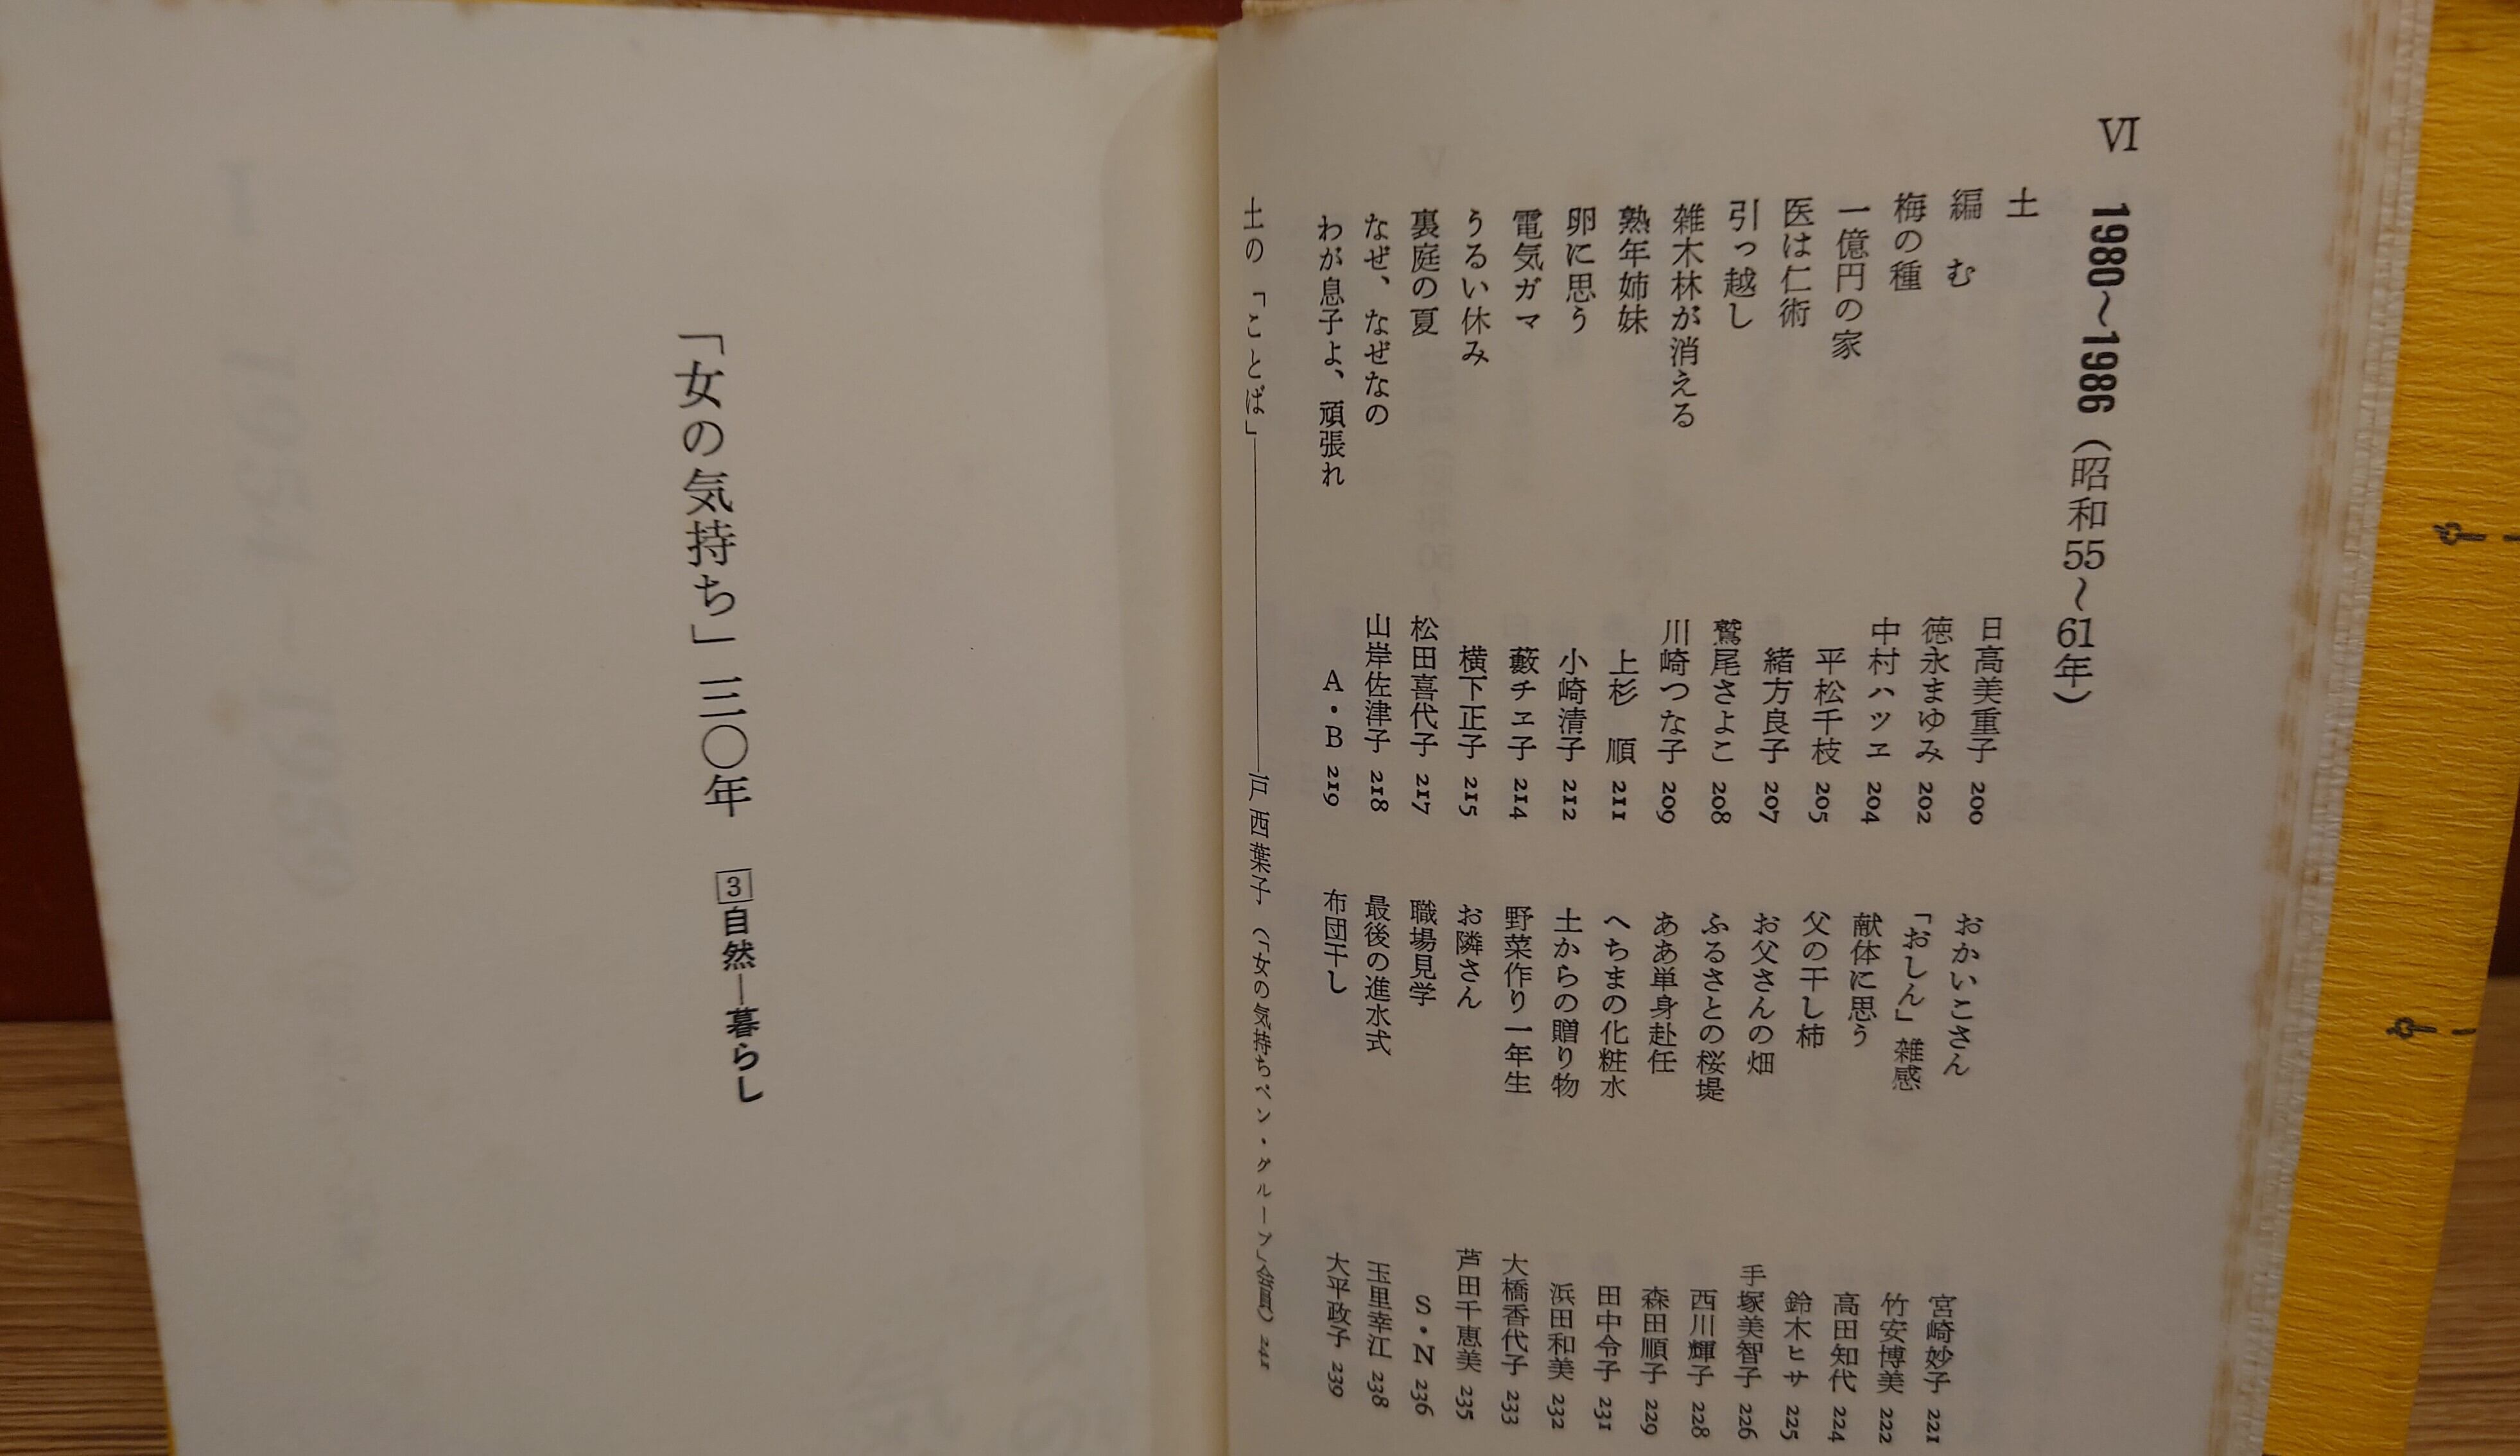 VI 1980〜1986（昭和55〜61年）
土 日高美重子 200
編む 徳永まゆみ 202
梅の種 中村ハツエ 204
一億円の家 平松千枝 205
医は仁術 緒方良子 207
引っ越し 鷲尾さよこ 208
雑木林が消える 川崎つな子 209
熟年姉妹 上杉 順 211
卵に思う 小崎清子 212
電気ガマ 藪チエ子 214
うるい休み 横下正子 215
裏庭の夏 松田喜代子 217
なぜ、なぜなの 山岸佐津子 218
わが息子よ、頑張れ A・B 219
おかいこさん 宮崎妙子 221
「おしん」雑感 竹安博美 222
献体に思う 高田知代 224
父の干し柿 鈴木ヒサ 225
お父さんの畑 手塚美智子 226
ふるさとの桜堤 西川輝子 228
ああ単身赴任 森田順子 229
へちまの化粧水 田中令子 231
土からの贈り物 浜田和美 232
野菜作り一年生 大橋香代子 233
お隣さん 芦田千恵美 235
職場見学 S・N 236
最後の進水式 玉里幸江 238
布団干し 大平政子 239
土の「ことば」――戸西葉子（「女の気持ちペン・グループ」会員）241
「女の気持ち」三〇年 3自然―暮らし